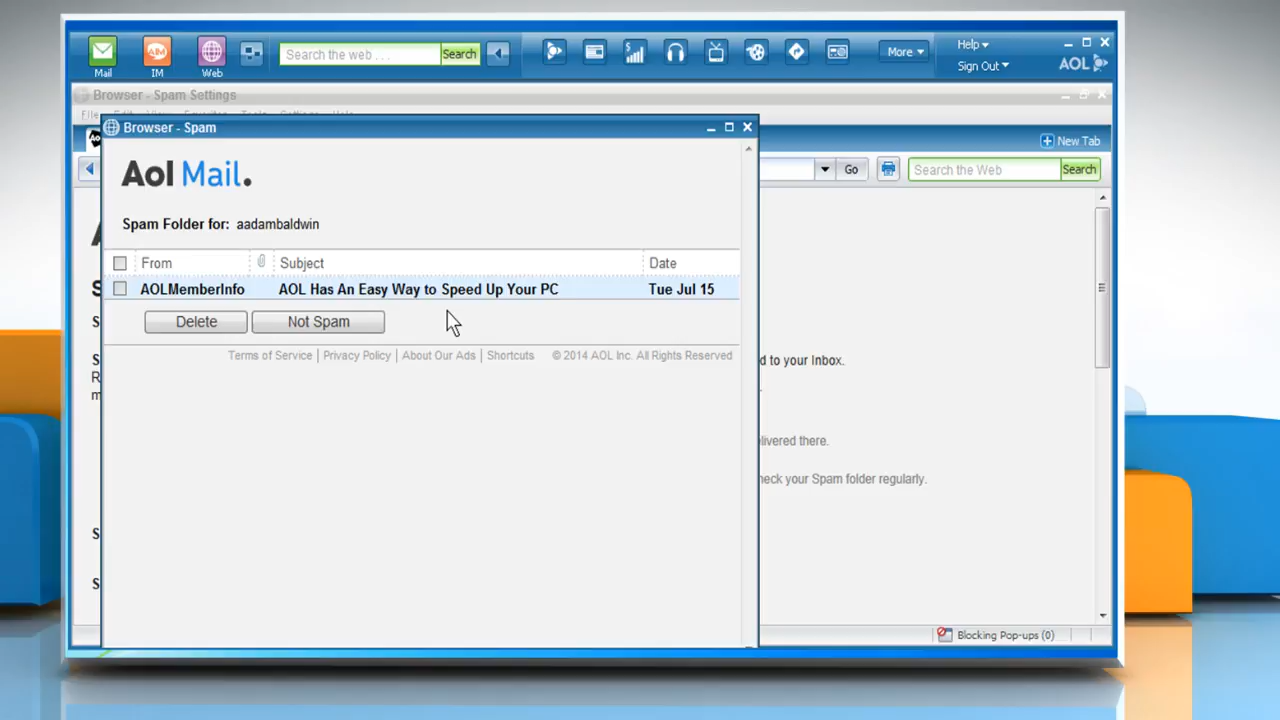 Mail IM Web Search the web . . . Search More Help Sign Out AOL
Browser - Spam Settings
Browser - Spam
New Tab
Go Search the Web Search
Aol Mail.
Spam Folder for: aadambaldwin
From Subject Date
AOLMemberInfo AOL Has An Easy Way to Speed Up Your PC Tue Jul 15
Delete Not Spam
Terms of Service | Privacy Policy | About Our Ads | Shortcuts © 2014 AOL Inc. All Rights Reserved
d to your Inbox.
livered there.
heck your Spam folder regularly.
Blocking Pop-ups (0)